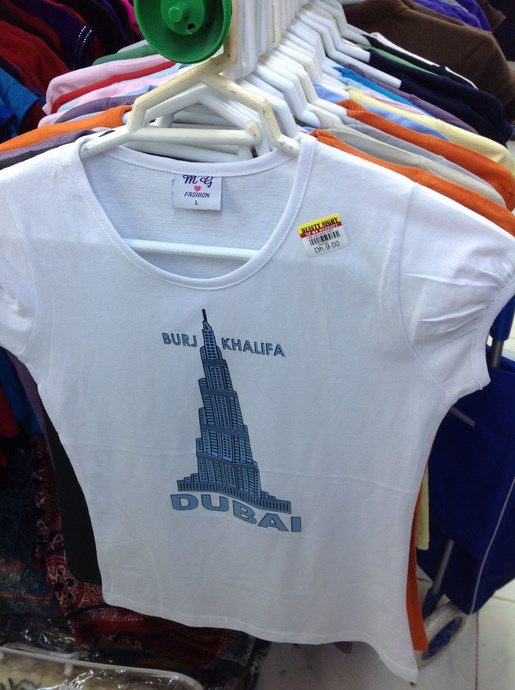 M G
FASHION
L
BEAUTY SIGHT
Dh.9.00
BURJ KHALIFA
DUBAI